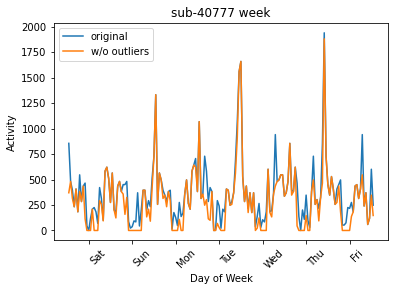 sub-40777 week
original
w/o outliers
Activity
2000
1750
1500
1250
1000
750
500
250
0
Sat
Sun
Mon
Tue
Wed
Thu
Fri
Day of Week